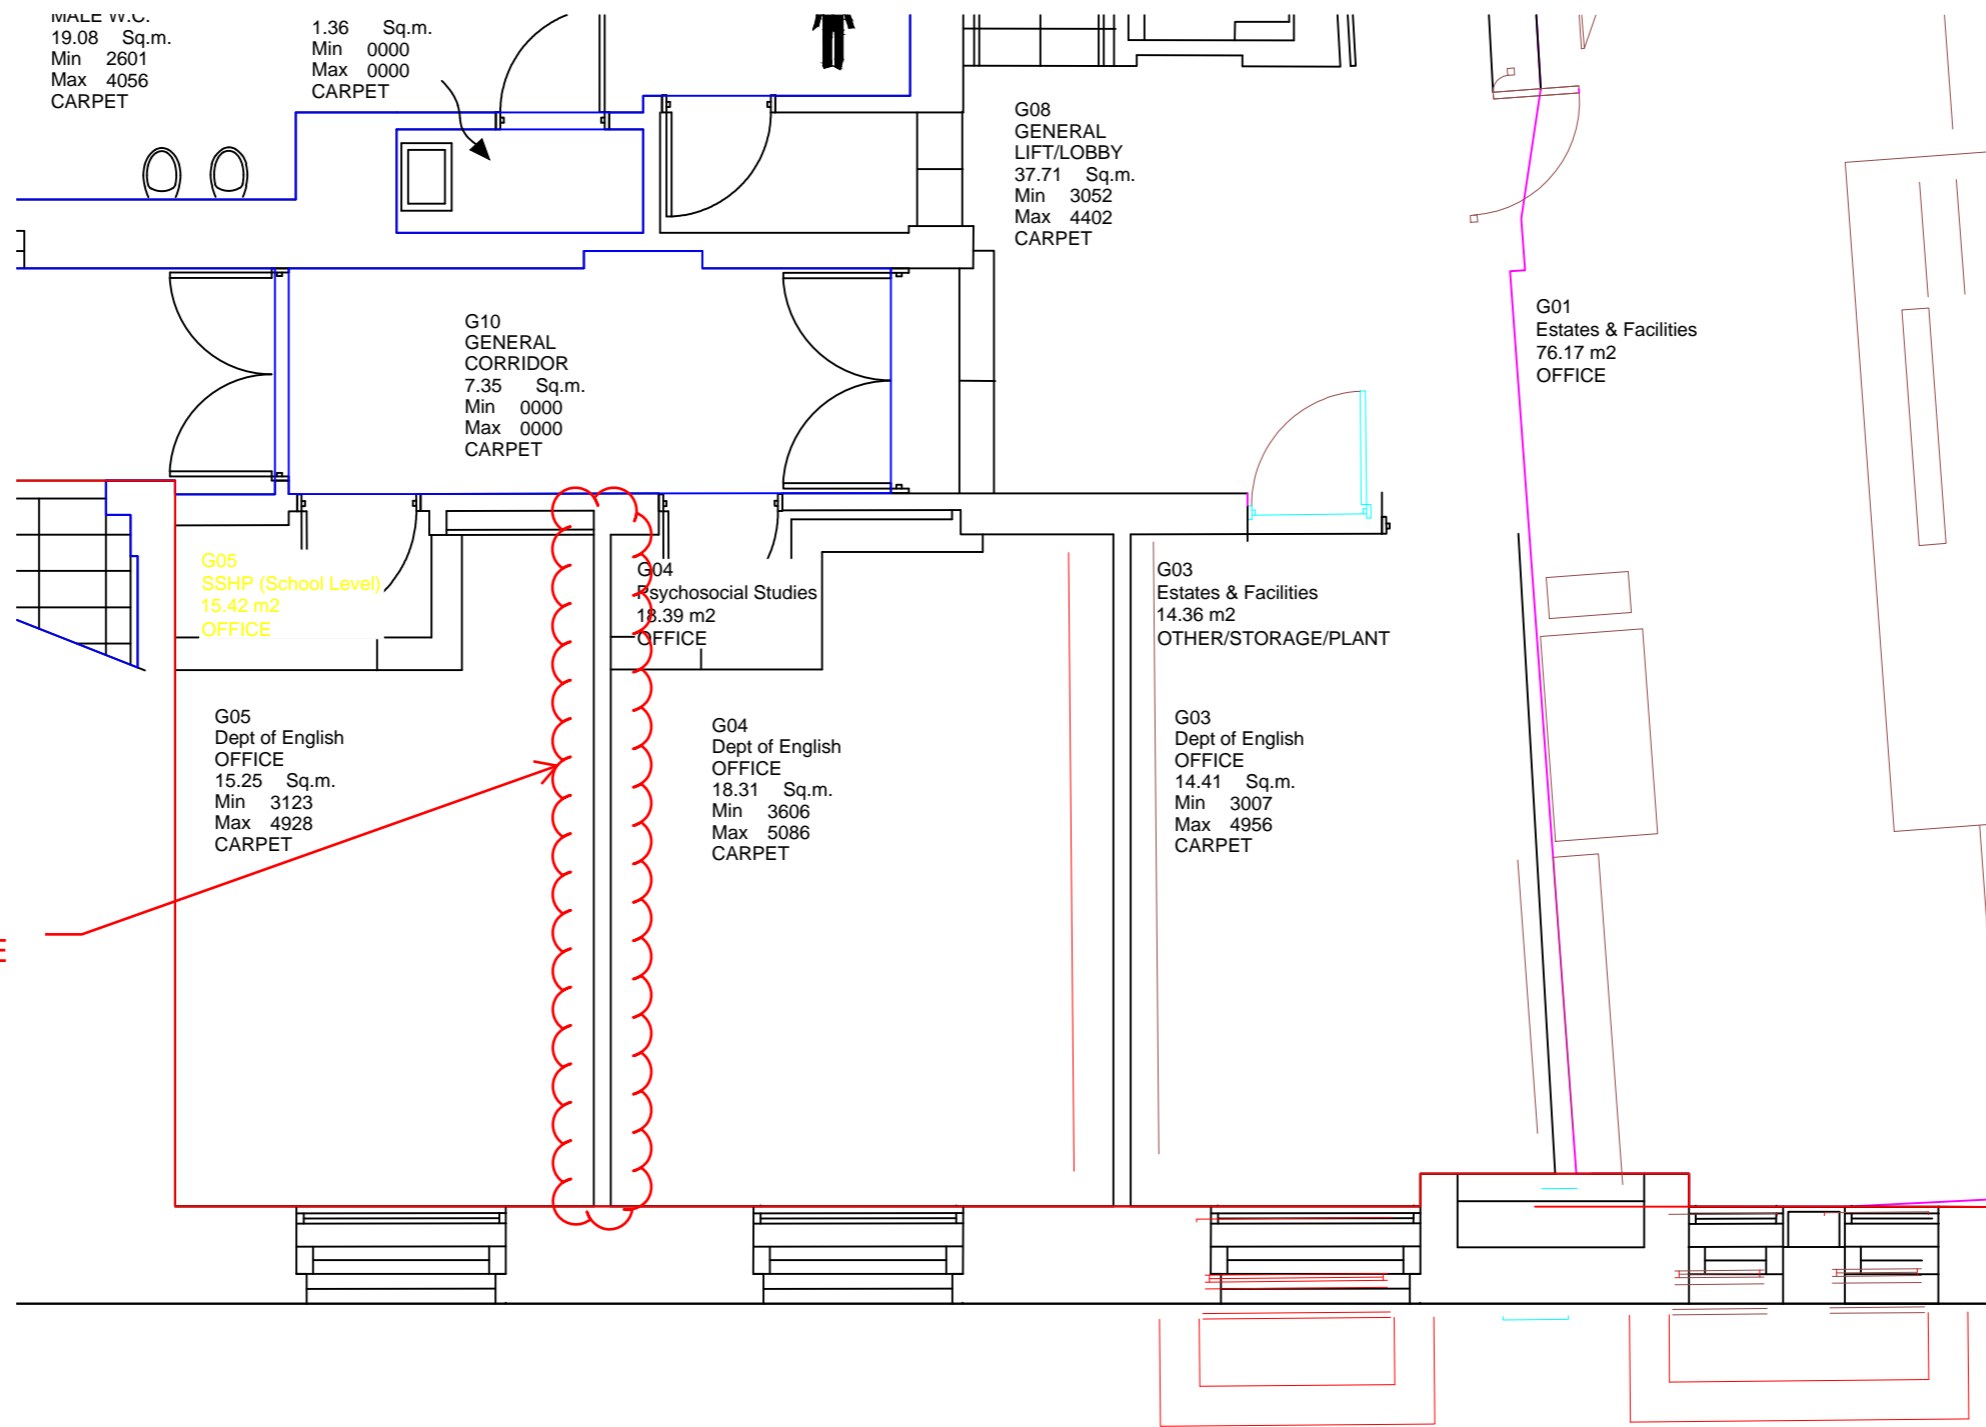 MALE W.C.
19.08 Sq.m.
Min 2601
Max 4056
CARPET
1.36 Sq.m.
Min 0000
Max 0000
CARPET
G08
GENERAL
LIFT/LOBBY
37.71 Sq.m.
Min 3052
Max 4402
CARPET
G10
GENERAL
CORRIDOR
7.35 Sq.m.
Min 0000
Max 0000
CARPET
G01
Estates & Facilities
76.17 m2
OFFICE
G05
SSHP (School Level)
15.42 m2
OFFICE
G04
Psychosocial Studies
18.39 m2
OFFICE
G03
Estates & Facilities
14.36 m2
OTHER/STORAGE/PLANT
G05
Dept of English
OFFICE
15.25 Sq.m.
Min 3123
Max 4928
CARPET
G04
Dept of English
OFFICE
18.31 Sq.m.
Min 3606
Max 5086
CARPET
G03
Dept of English
OFFICE
14.41 Sq.m.
Min 3007
Max 4956
CARPET